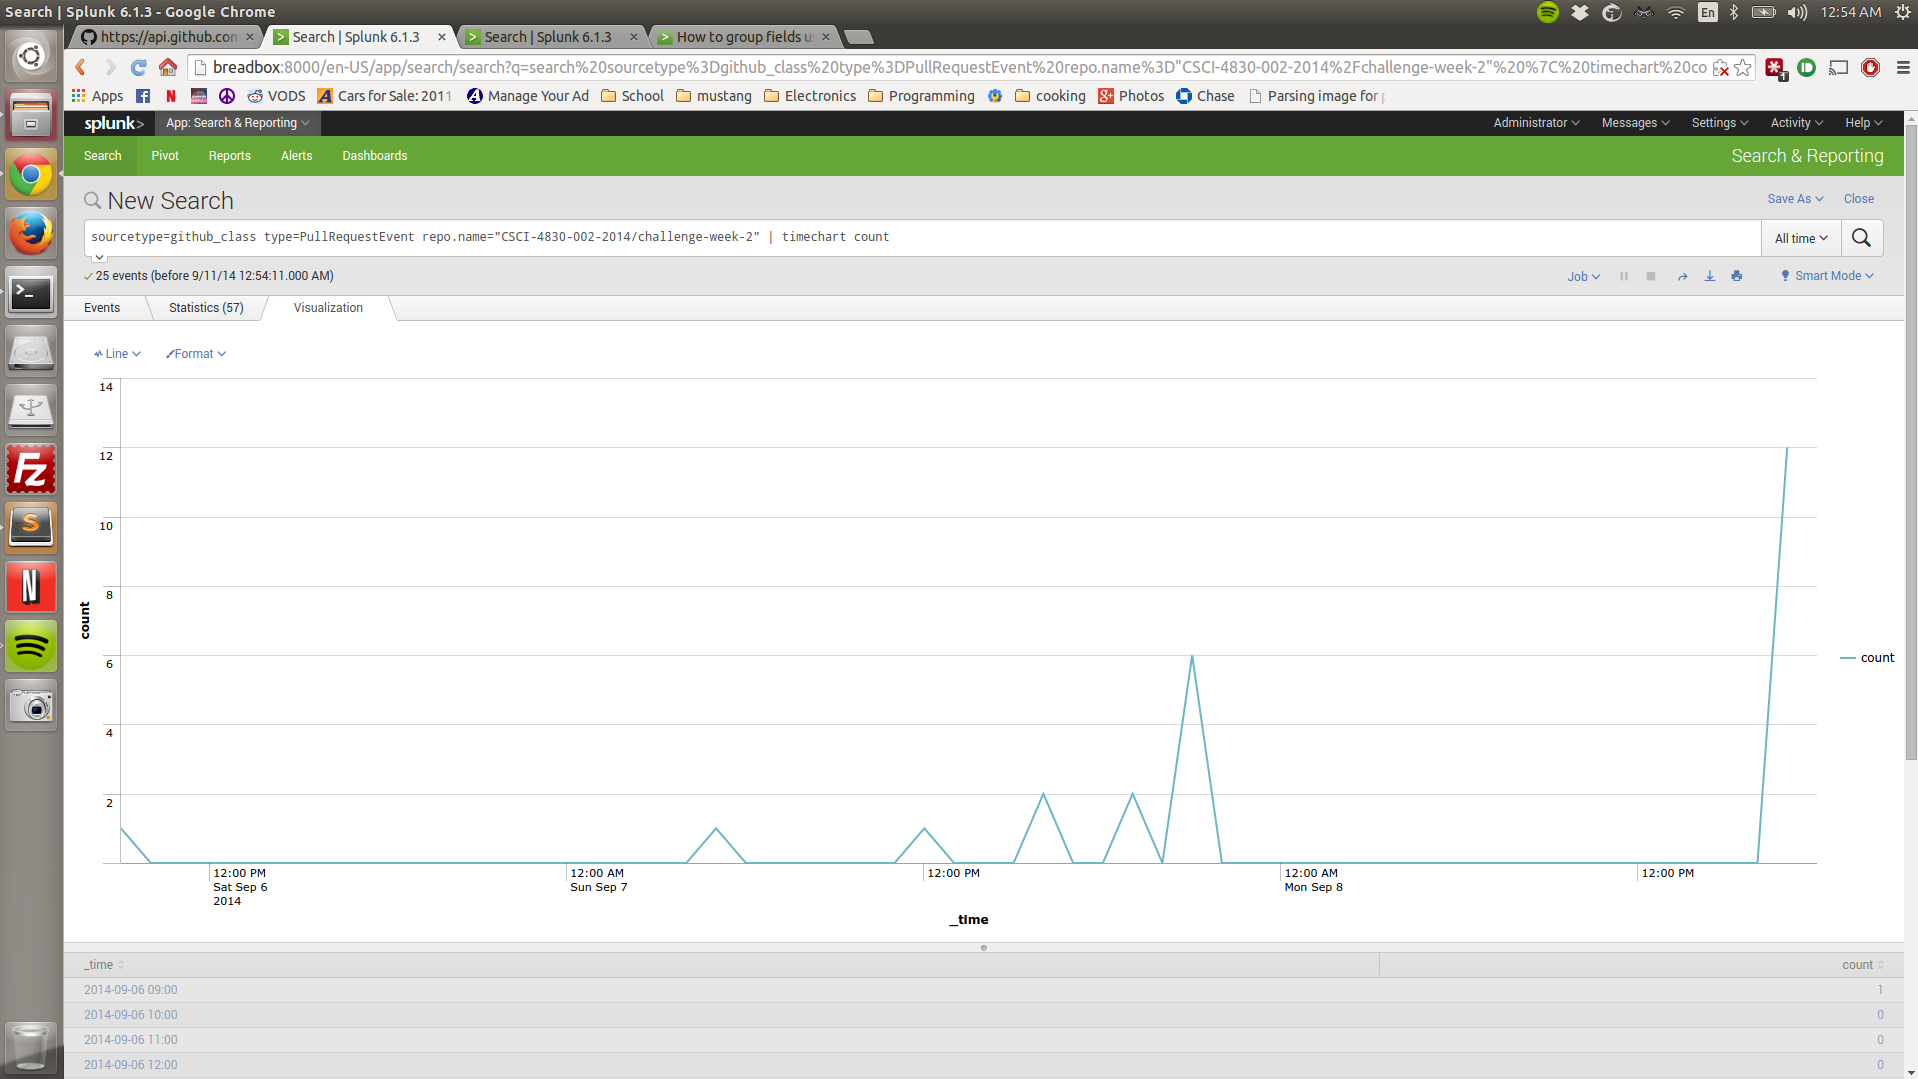 Search | Splunk 6.1.3 - Google Chrome
En
12:54 AM
https://api.github.com
Search | Splunk 6.1.3
Search | Splunk 6.1.3
How to group fields u
breadbox:8000/en-US/app/search/search?q=search%20sourcetype%3Dgithub_class%20type%3DPullRequestEvent%20repo.name%3D"CSCI-4830-002-2014%2Fchallenge-week-2"%20%7C%20timechart%20co
1
Apps
VODS
Cars for Sale: 2011
Manage Your Ad
School
mustang
Electronics
Programming
cooking
Photos
Chase
Parsing image for
splunk>
App: Search & Reporting
Administrator
Messages
Settings
Activity
Help
Search
Pivot
Reports
Alerts
Dashboards
Search & Reporting
New Search
Save As
Close
sourcetype=github_class type=PullRequestEvent repo.name="CSCI-4830-002-2014/challenge-week-2" | timechart count
All time
25 events (before 9/11/14 12:54:11.000 AM)
Job
Smart Mode
Events
Statistics (57)
Visualization
Line
Format
14
12
10
8
6
4
2
count
count
12:00 PM
Sat Sep 6
2014
12:00 AM
Sun Sep 7
12:00 PM
12:00 AM
Mon Sep 8
12:00 PM
_time
_time
count
2014-09-06 09:00
1
2014-09-06 10:00
0
2014-09-06 11:00
0
2014-09-06 12:00
0